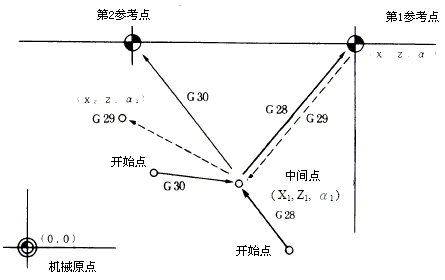 第2参考点
第1参考点
G30
G28
G29
G29
开始点
G30
中间点
(X₁,Z₁, α₁)
G28
(0,0)
机械原点
开始点